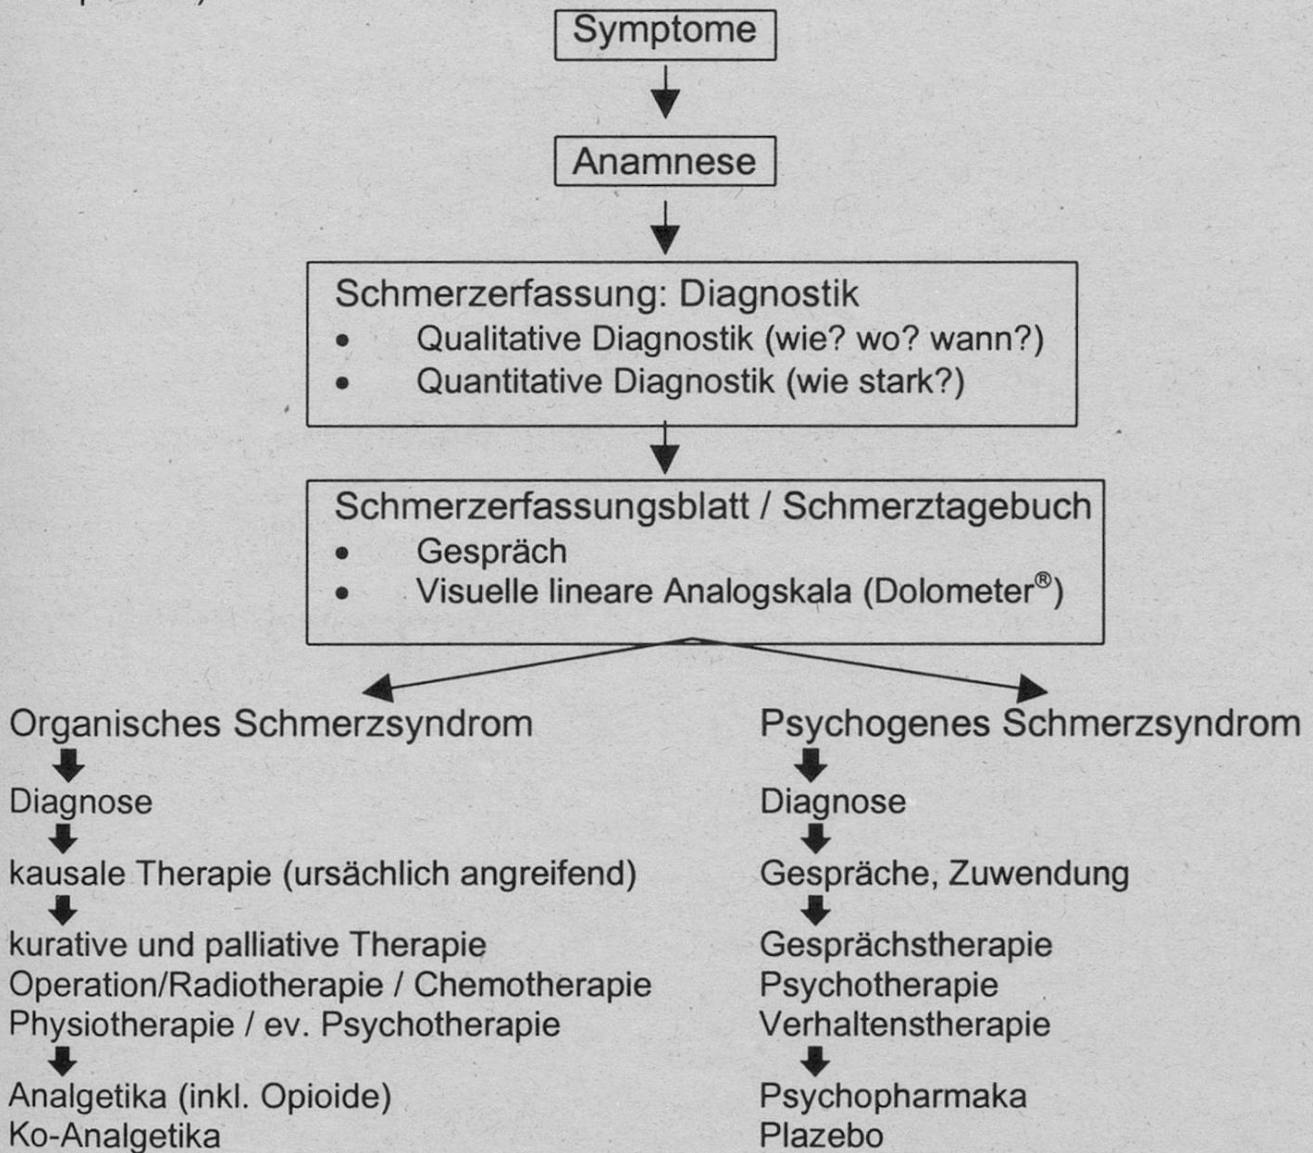 Symptome
Anamnese
Schmerzerfassung: Diagnostik
• Qualitative Diagnostik (wie? wo? wann?)
• Quantitative Diagnostik (wie stark?)
Schmerzerfassungsblatt / Schmerztagebuch
• Gespräch
• Visuelle lineare Analogskala (Dolometer®)
Organisches Schmerzsyndrom
Diagnose
kausale Therapie (ursächlich angreifend)
kurative und palliative Therapie
Operation/Radiotherapie / Chemotherapie
Physiotherapie / ev. Psychotherapie
Analgetika (inkl. Opioide)
Ko-Analgetika
Psychogenes Schmerzsyndrom
Diagnose
Gespräche, Zuwendung
Gesprächstherapie
Psychotherapie
Verhaltenstherapie
Psychopharmaka
Plazebo